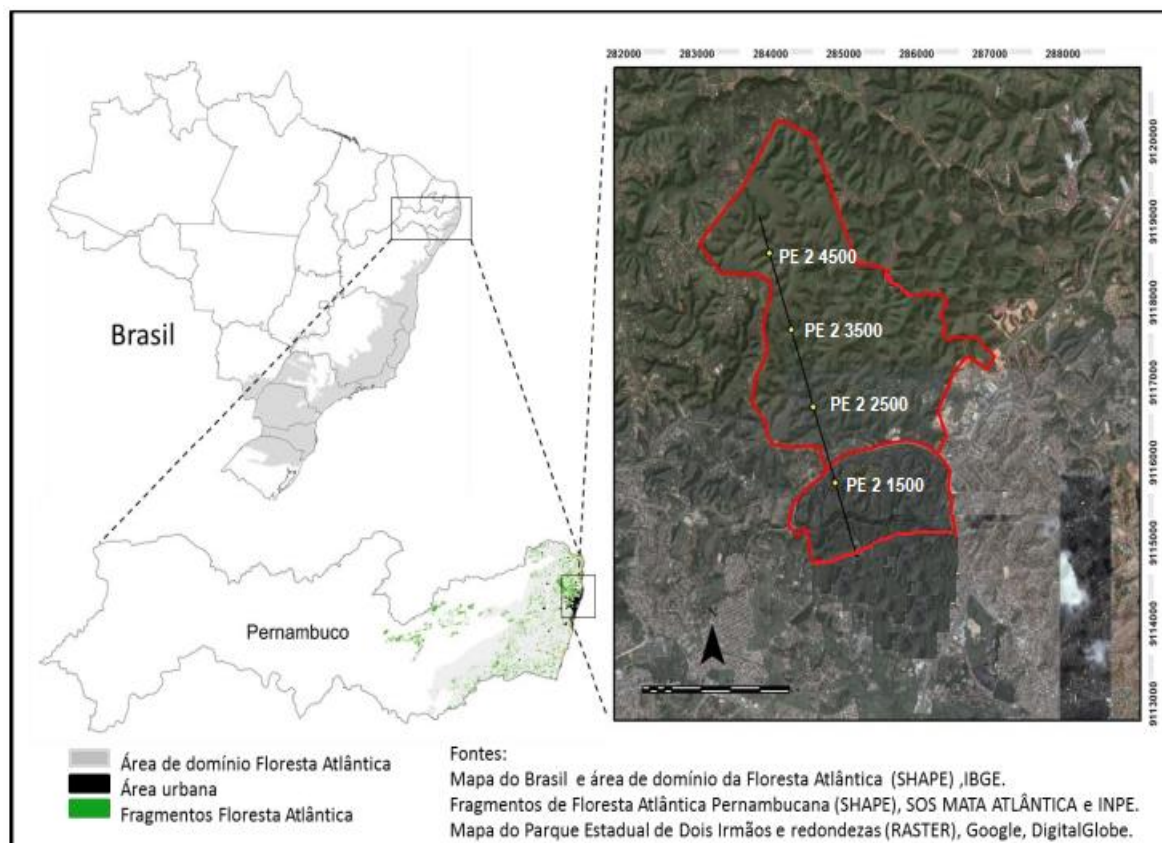 282000 283000 284000 285000 286000 287000 288000
9120000
9119000
9118000
9117000
9116000
9115000
9114000
9113000
PE 2 4500
PE 2 3500
PE 2 2500
PE 2 1500
Brasil
Pernambuco
Área de domínio Floresta Atlântica
Área urbana
Fragmentos Floresta Atlântica
Fontes:
Mapa do Brasil e área de domínio da Floresta Atlântica (SHAPE) ,IBGE.
Fragmentos de Floresta Atlântica Pernambucana (SHAPE), SOS MATA ATLÂNTICA e INPE.
Mapa do Parque Estadual de Dois Irmãos e redondezas (RASTER), Google, DigitalGlobe.